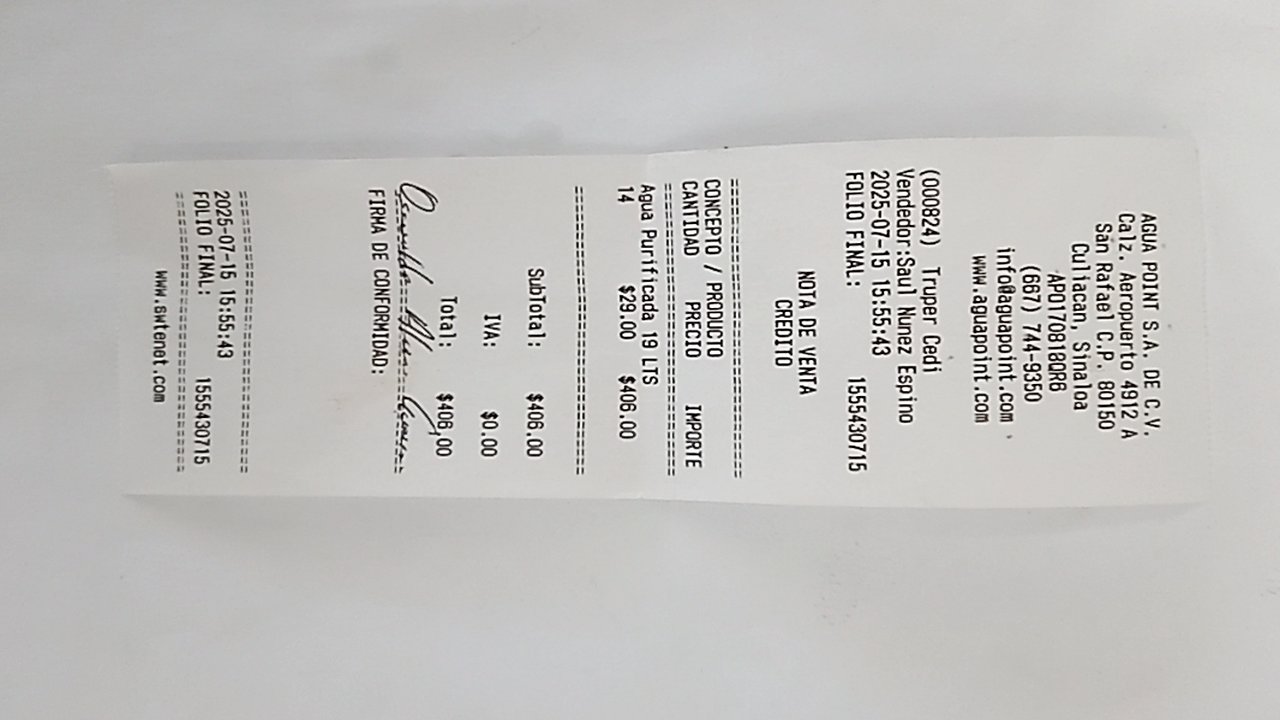 AGUA POINT S.A. DE C.V.
Calz. Aeropuerto 4912 A
San Rafael C.P. 80150
Culiacan, Sinaloa
APO170818QR6
(667) 744-9350
info@aguapoint.com
www.aguapoint.com
(000824) Truper Cedi
Vendedor:Saul Nunez Espino
2025-07-15 15:55:43
FOLIO FINAL: 1555430715
NOTA DE VENTA
CREDITO
==============================
CONCEPTO / PRODUCTO
CANTIDAD PRECIO IMPORTE
==============================
Agua Purificada 19 LTS
14 $29.00 $406.00
==============================
SubTotal: $406.00
IVA: $0.00
Total: $406.00
FIRMA DE CONFORMIDAD:
==============================
2025-07-15 15:55:43
FOLIO FINAL: 1555430715
==============================
www.swtenet.com